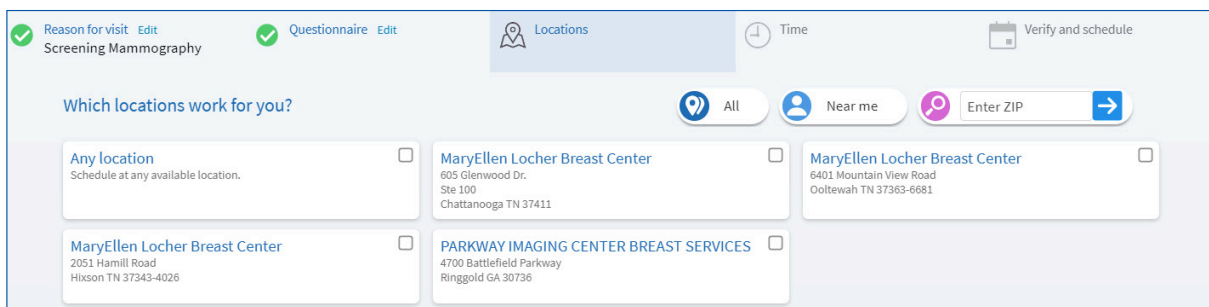 Reason for visit Edit
Screening Mammography
Questionnaire Edit
Locations
Time
Verify and schedule
Which locations work for you?
All
Near me
Enter ZIP
Any location
Schedule at any available location.
MaryEllen Locher Breast Center
605 Glenwood Dr.
Ste 100
Chattanooga TN 37411
MaryEllen Locher Breast Center
6401 Mountain View Road
Ooltewah TN 37363-6681
MaryEllen Locher Breast Center
2051 Hamill Road
Hixson TN 37343-4026
PARKWAY IMAGING CENTER BREAST SERVICES
4700 Battlefield Parkway
Ringgold GA 30736